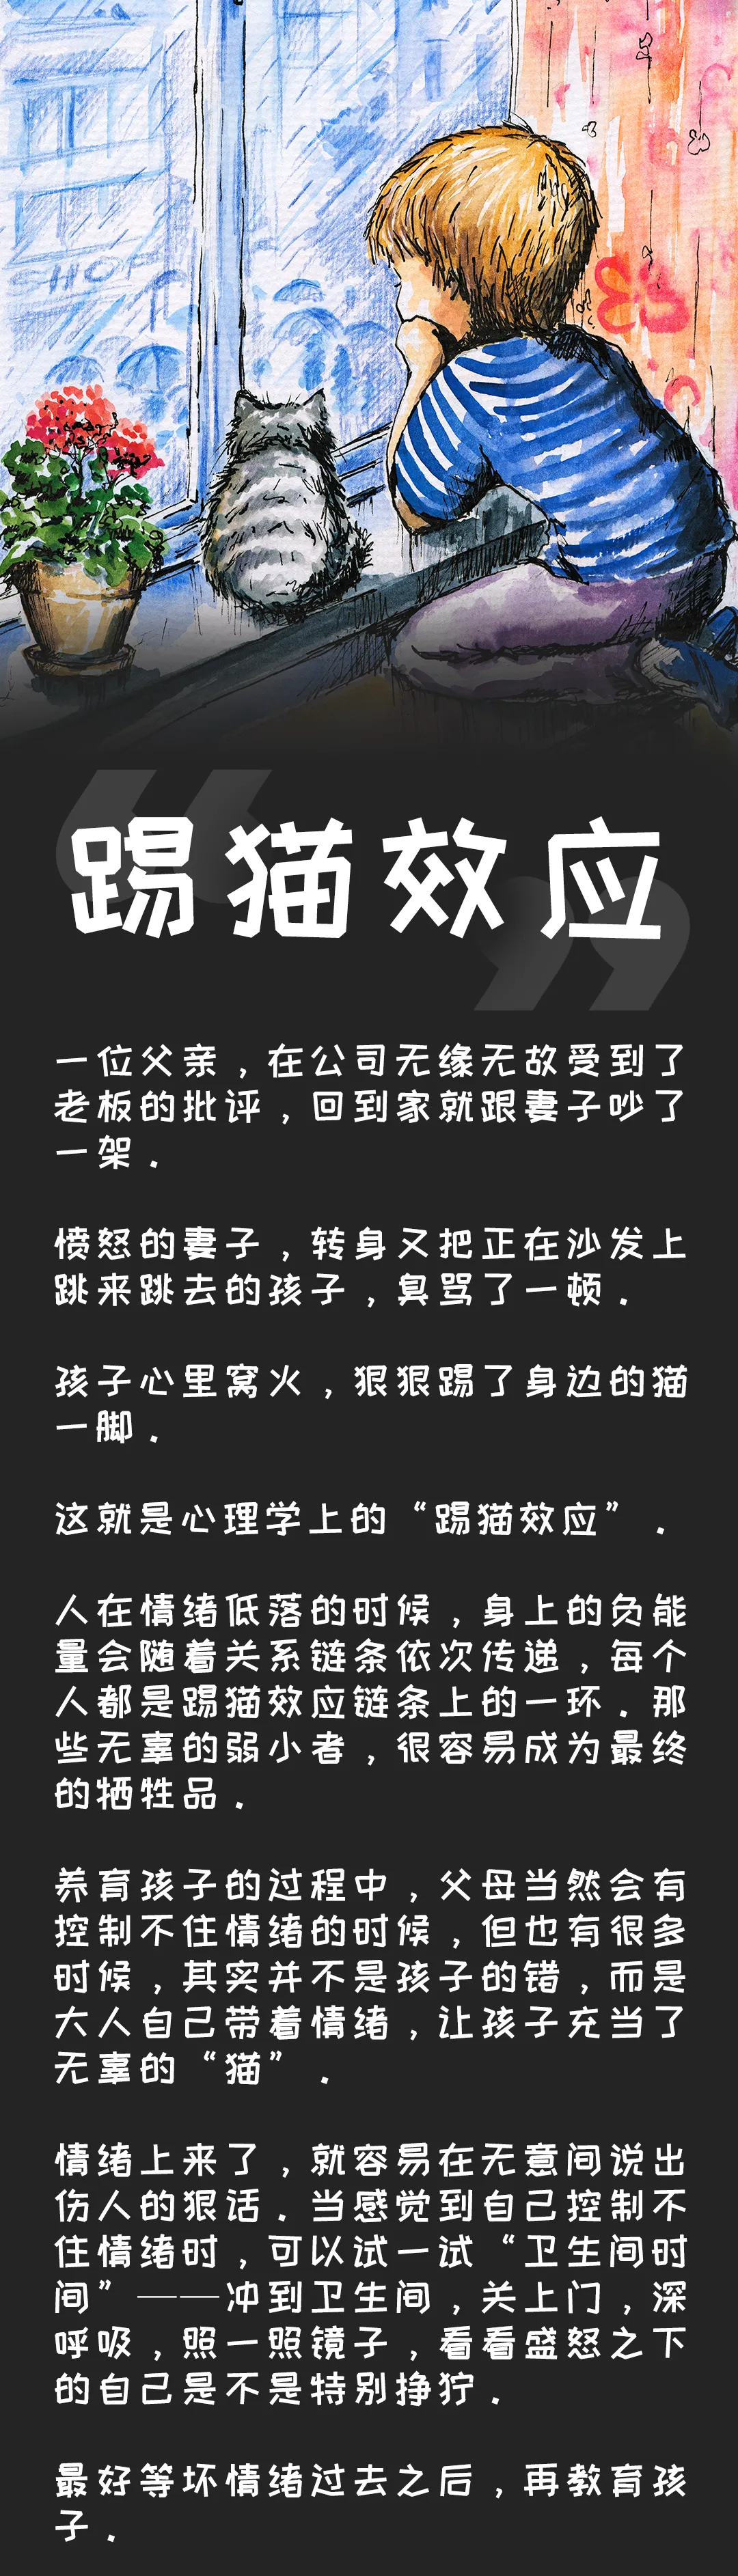 SHOP
踢猫效应
一位父亲，在公司无缘无故受到了
老板的批评，回到家就跟妻子吵了
一架．
愤怒的妻子，转身又把正在沙发上
跳来跳去的孩子，臭骂了一顿．
孩子心里窝火，狠狠踢了身边的猫
一脚．
这就是心理学上的“踢猫效应”．
人在情绪低落的时候，身上的负能
量会随着关系链条依次传递，每个
人都是踢猫效应链条上的一环．那
些无辜的弱小者，很容易成为最终
的牺牲品．
养育孩子的过程中，父母当然会有
控制不住情绪的时候，但也有很多
时候，其实并不是孩子的错，而是
大人自己带着情绪，让孩子充当了
无辜的“猫”．
情绪上来了，就容易在无意间说出
伤人的狠话．当感觉到自己控制不
住情绪时，可以试一试“卫生间时
间”——冲到卫生间，关上门，深
呼吸，照一照镜子，看看盛怒之下
的自己是不是特别挣狞．
最好等坏情绪过去之后，再教育孩
子．